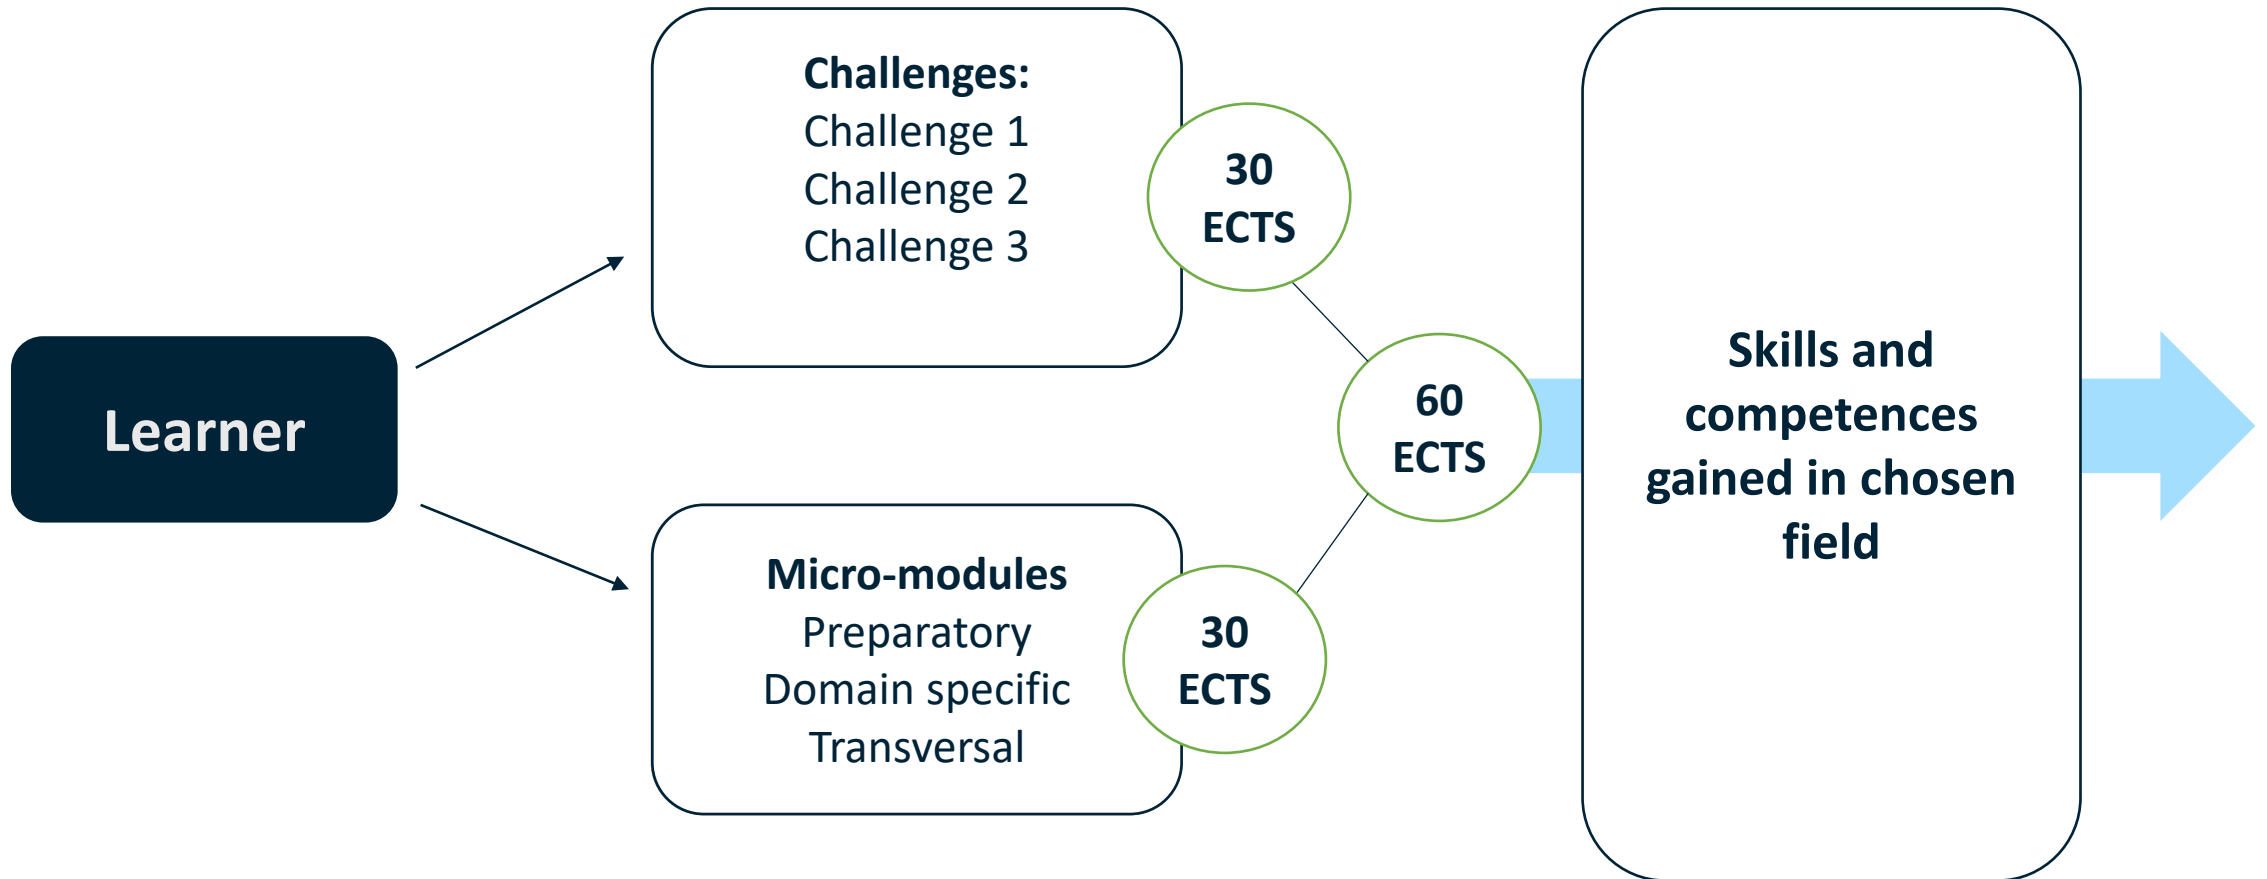 Learner
Challenges:
Challenge 1
Challenge 2
Challenge 3
30
ECTS
Micro-modules
Preparatory
Domain specific
Transversal
30
ECTS
60
ECTS
Skills and
competences
gained in chosen
field